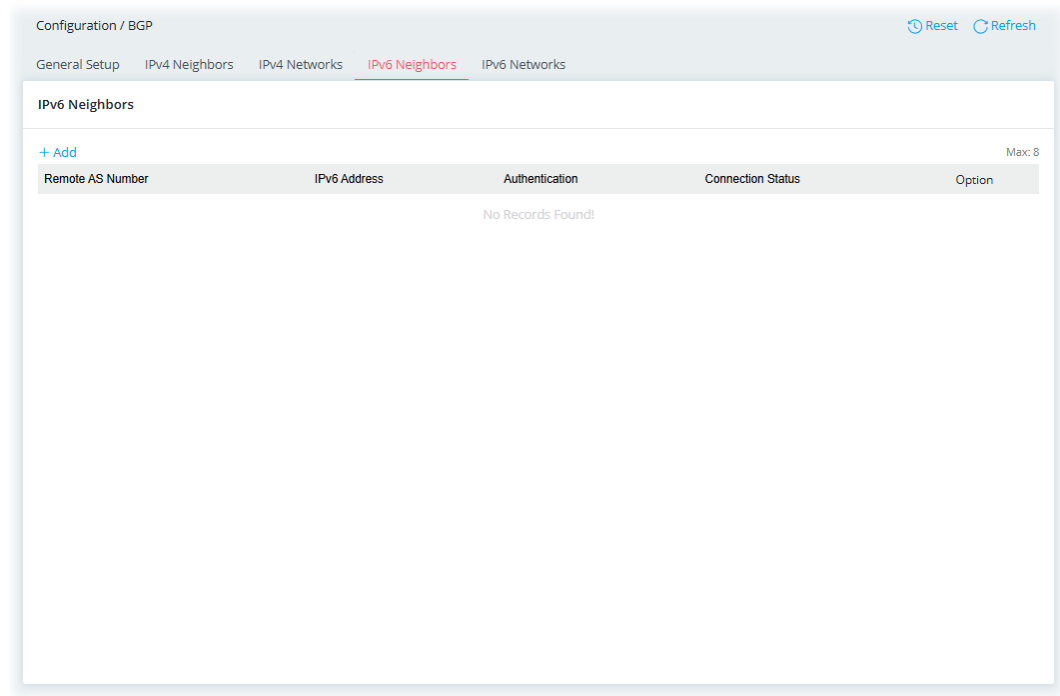 Configuration / BGP
Reset Refresh
General Setup IPv4 Neighbors IPv4 Networks IPv6 Neighbors IPv6 Networks
IPv6 Neighbors
+ Add
Max: 8
Remote AS Number IPv6 Address Authentication Connection Status Option
No Records Found!